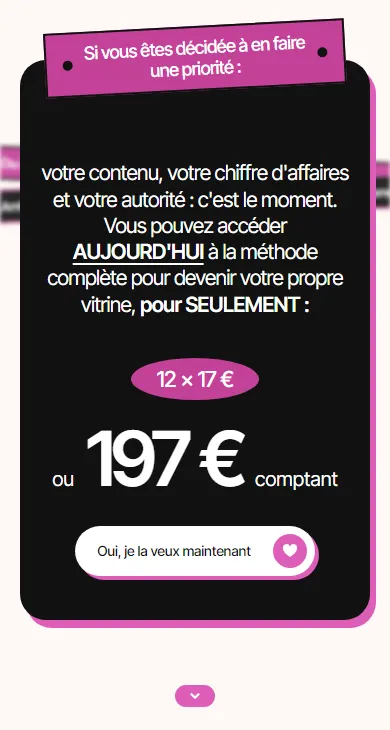 Si vous êtes décidée à en faire
une priorité :
votre contenu, votre chiffre d'affaires
et votre autorité : c'est le moment.
Vous pouvez accéder
AUJOURD'HUI à la méthode
complète pour devenir votre propre
vitrine, pour SEULEMENT :
12 x 17 €
ou 197 € comptant
Oui, je la veux maintenant